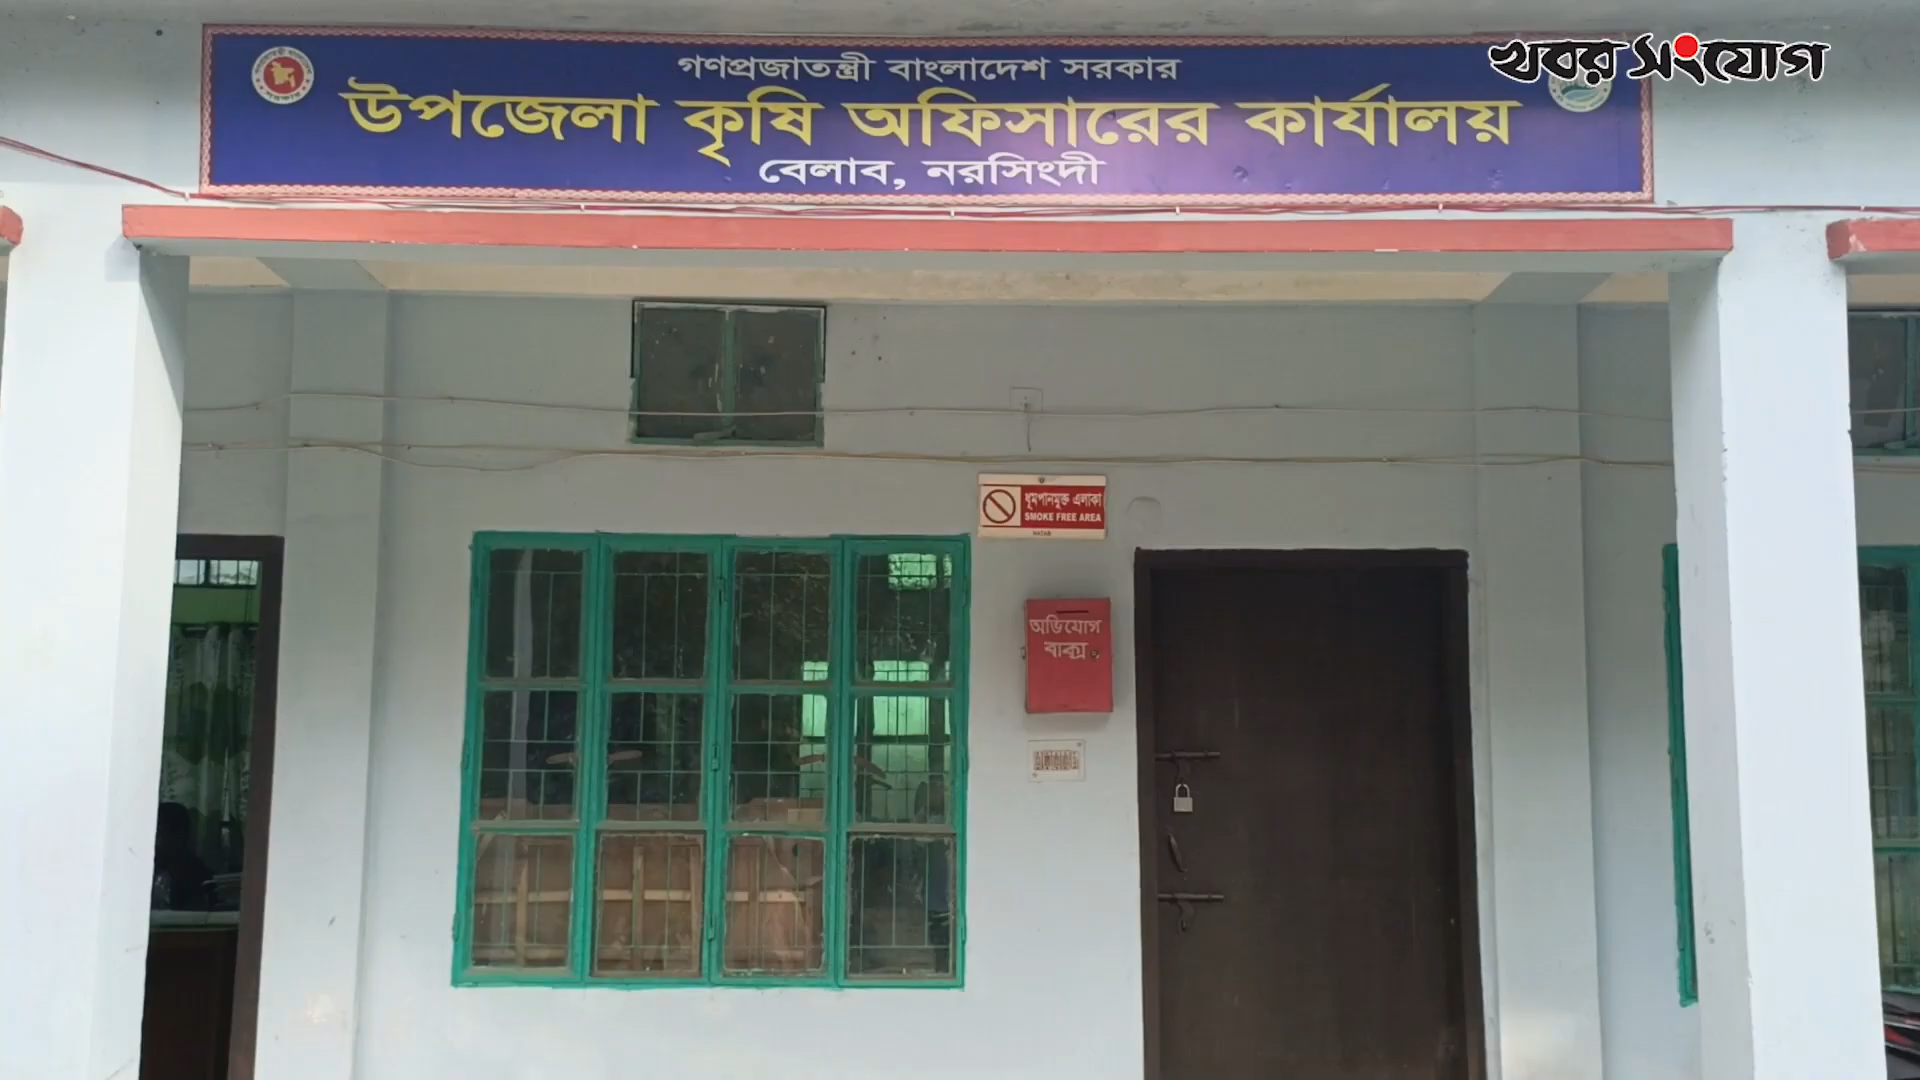 খবর সংযোগ
গণপ্রজাতন্ত্রী বাংলাদেশ সরকার
উপজেলা কৃষি অফিসারের কার্যালয়
বেলাব, নরসিংদী
ধূমপানমুক্ত এলাকা
SMOKE FREE AREA
অভিযোগ
বাক্স